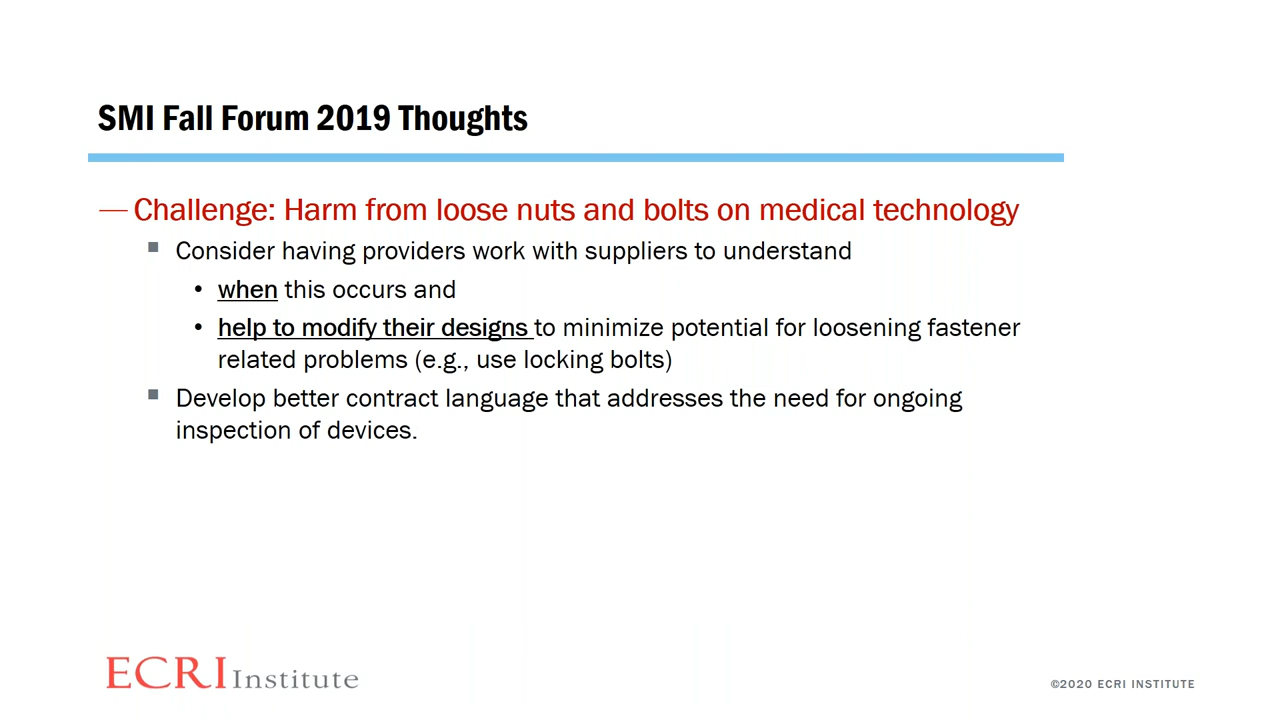 SMI Fall Forum 2019 Thoughts
— Challenge: Harm from loose nuts and bolts on medical technology
■ Consider having providers work with suppliers to understand
• when this occurs and
• help to modify their designs to minimize potential for loosening fastener
related problems (e.g., use locking bolts)
■ Develop better contract language that addresses the need for ongoing
inspection of devices.
ECRI Institute
©2020 ECRI INSTITUTE